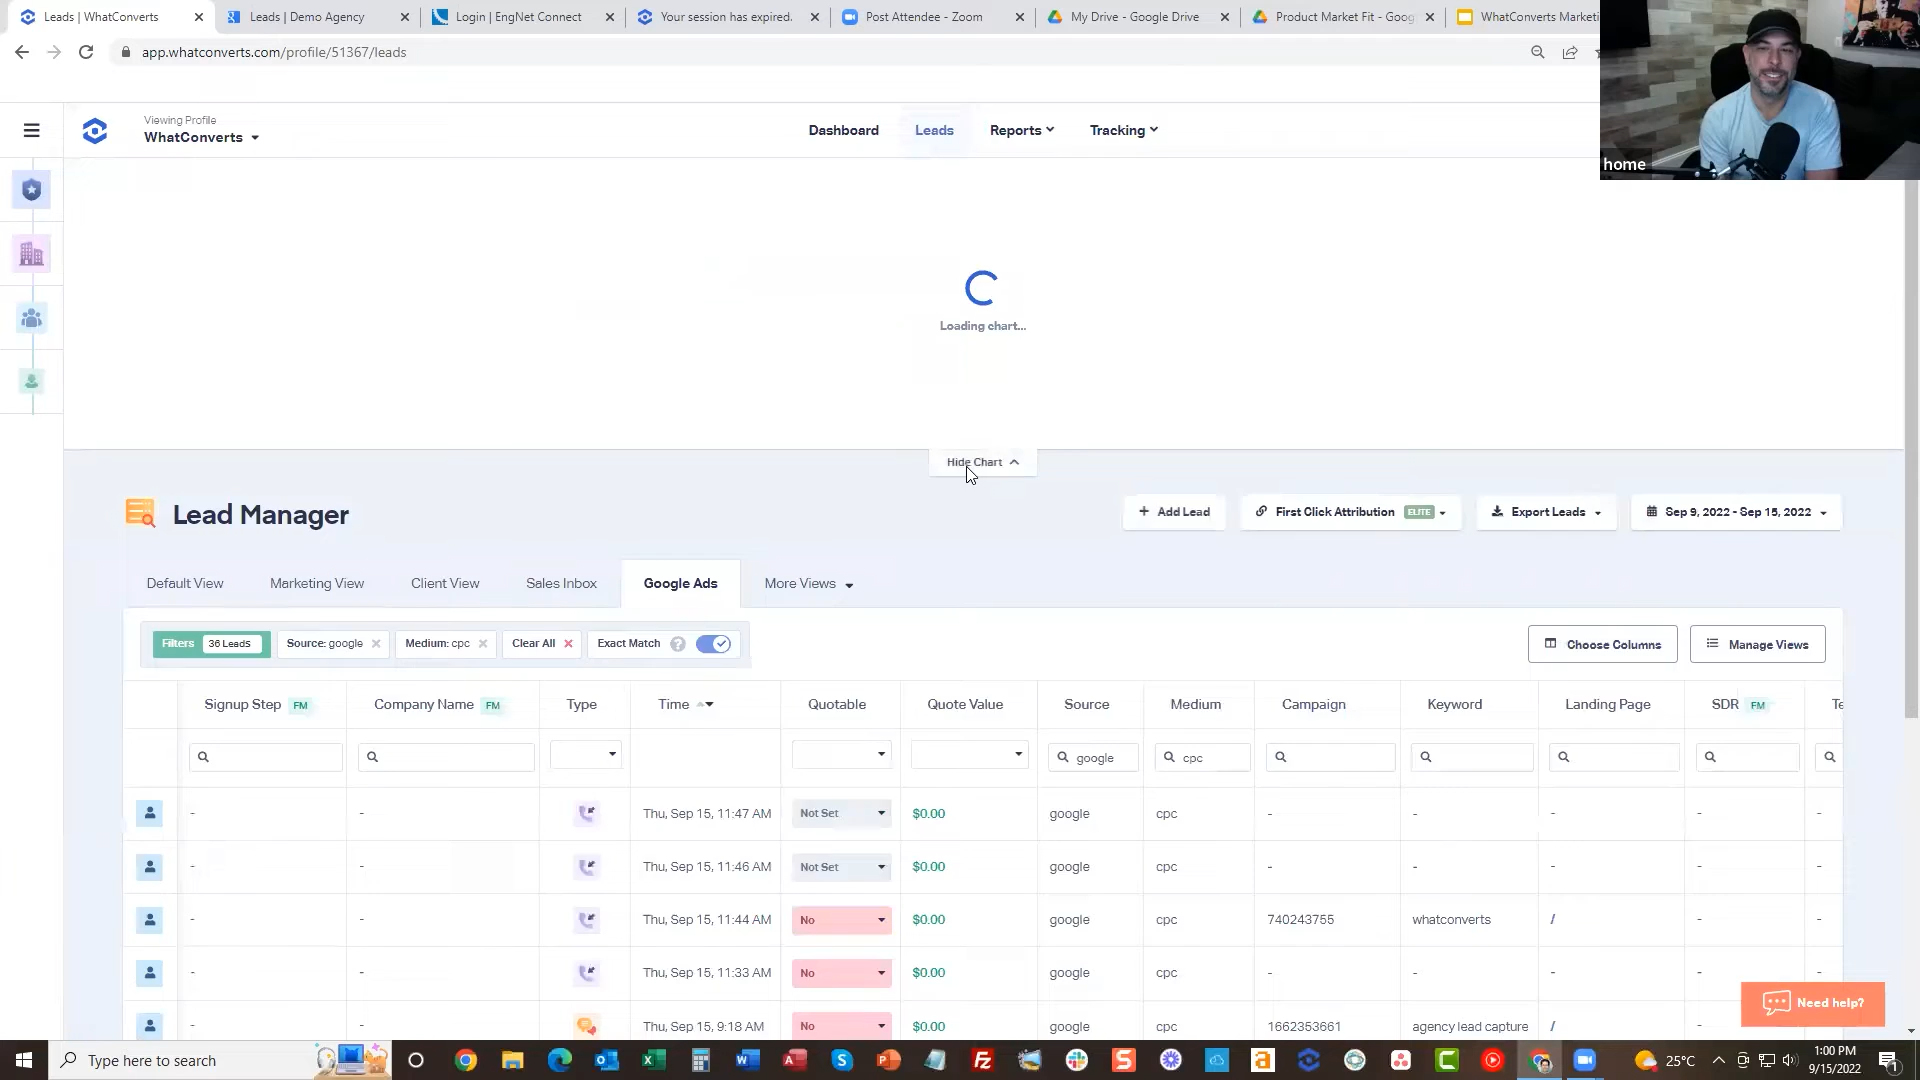 Leads | WhatConverts
Leads | Demo Agency
Login | EngNet Connect
Your session has expired.
Post Attendee - Zoom
My Drive - Google Drive
Product Market Fit - Goog
WhatConverts Marketi
app.whatconverts.com/profile/51367/leads
home
Viewing Profile
WhatConverts
Dashboard
Leads
Reports
Tracking
Loading chart...
Hide Chart
Lead Manager
+ Add Lead
First Click Attribution ELITE
Export Leads
Sep 9, 2022 - Sep 15, 2022
Default View
Marketing View
Client View
Sales Inbox
Google Ads
More Views
Filters 36 Leads
Source: google
Medium: cpc
Clear All
Exact Match ?
Choose Columns
Manage Views
Signup Step FM Company Name FM Type Time Quotable Quote Value Source Medium Campaign Keyword Landing Page SDR FM Te
google cpc
- - Thu, Sep 15, 11:47 AM Not Set $0.00 google cpc - - - - -
- - Thu, Sep 15, 11:46 AM Not Set $0.00 google cpc - - - - -
- - Thu, Sep 15, 11:44 AM No $0.00 google cpc 740243755 whatconverts / - -
- - Thu, Sep 15, 11:33 AM No $0.00 google cpc - - - - -
- - Thu, Sep 15, 9:18 AM No $0.00 google cpc 1662353661 agency lead capture / - -
Need help?
Type here to search
25°C
1:00 PM
9/15/2022
1